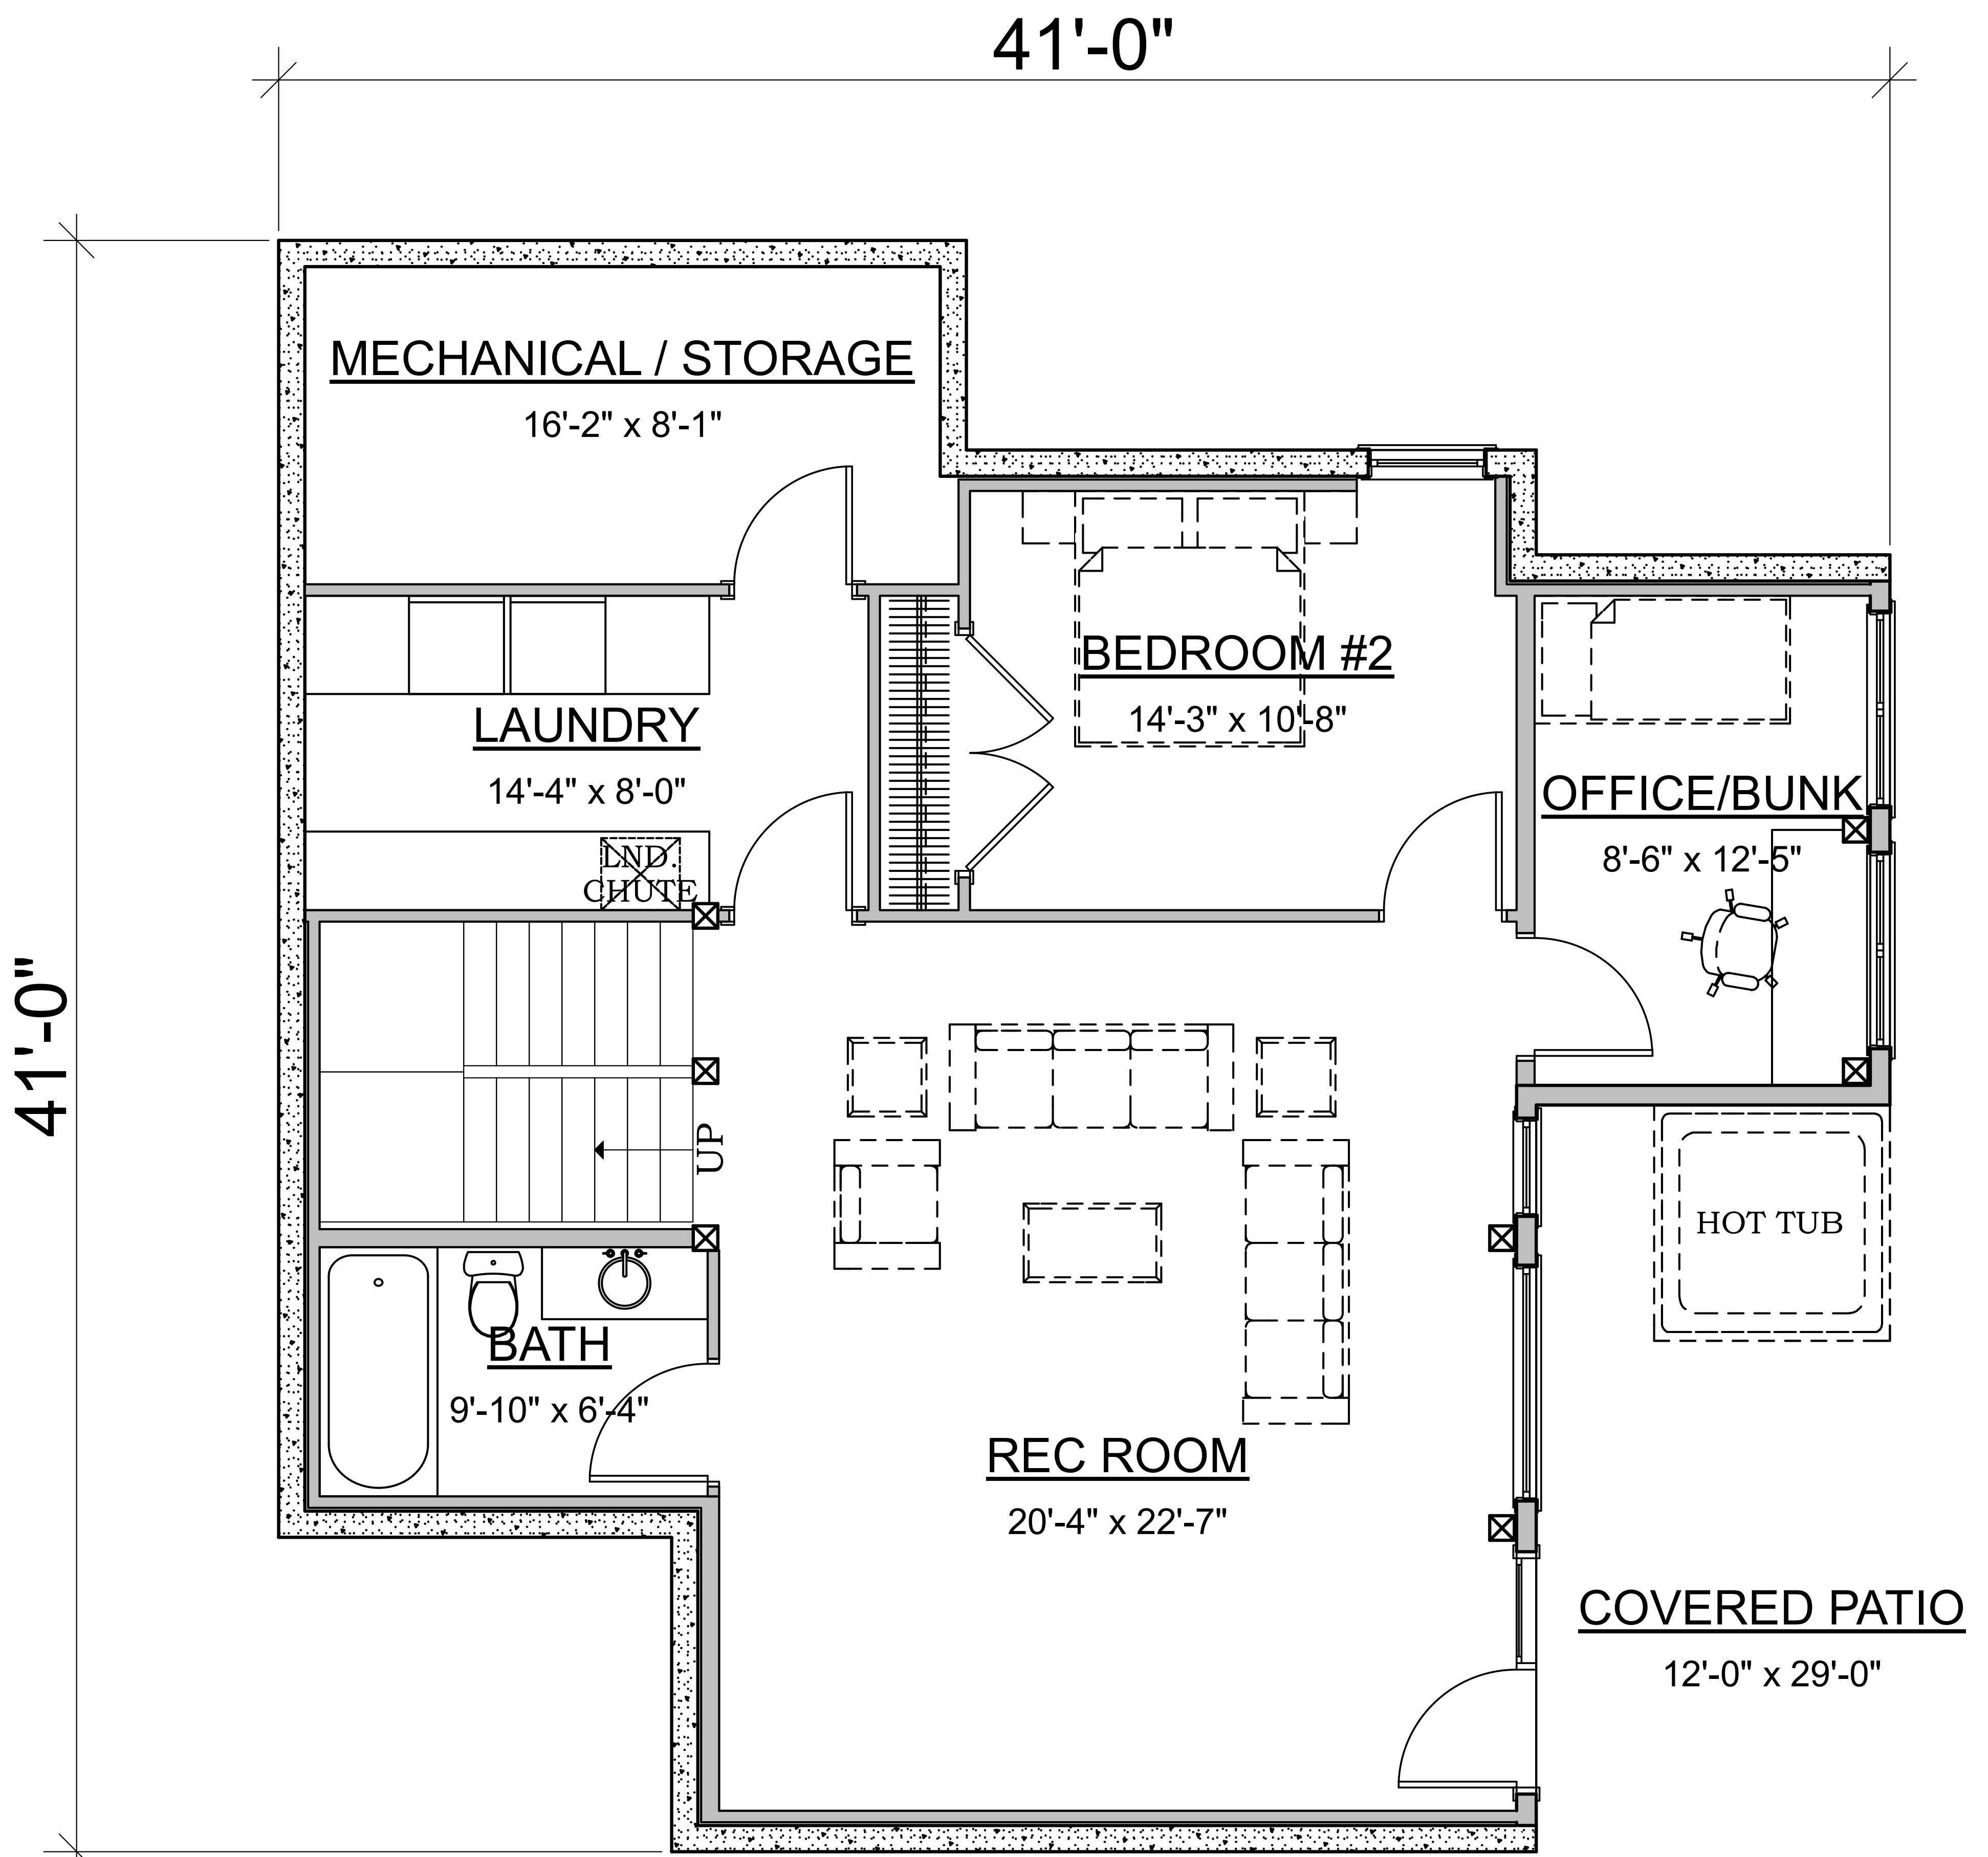 41'-0"
41'-0"
MECHANICAL / STORAGE
16'-2" x 8'-1"
BEDROOM #2
14'-3" x 10'-8"
LAUNDRY
14'-4" x 8'-0"
OFFICE/BUNK
8'-6" x 12'-5"
LND.
CHUTE
UP
HOT TUB
BATH
9'-10" x 6'-4"
REC ROOM
20'-4" x 22'-7"
COVERED PATIO
12'-0" x 29'-0"